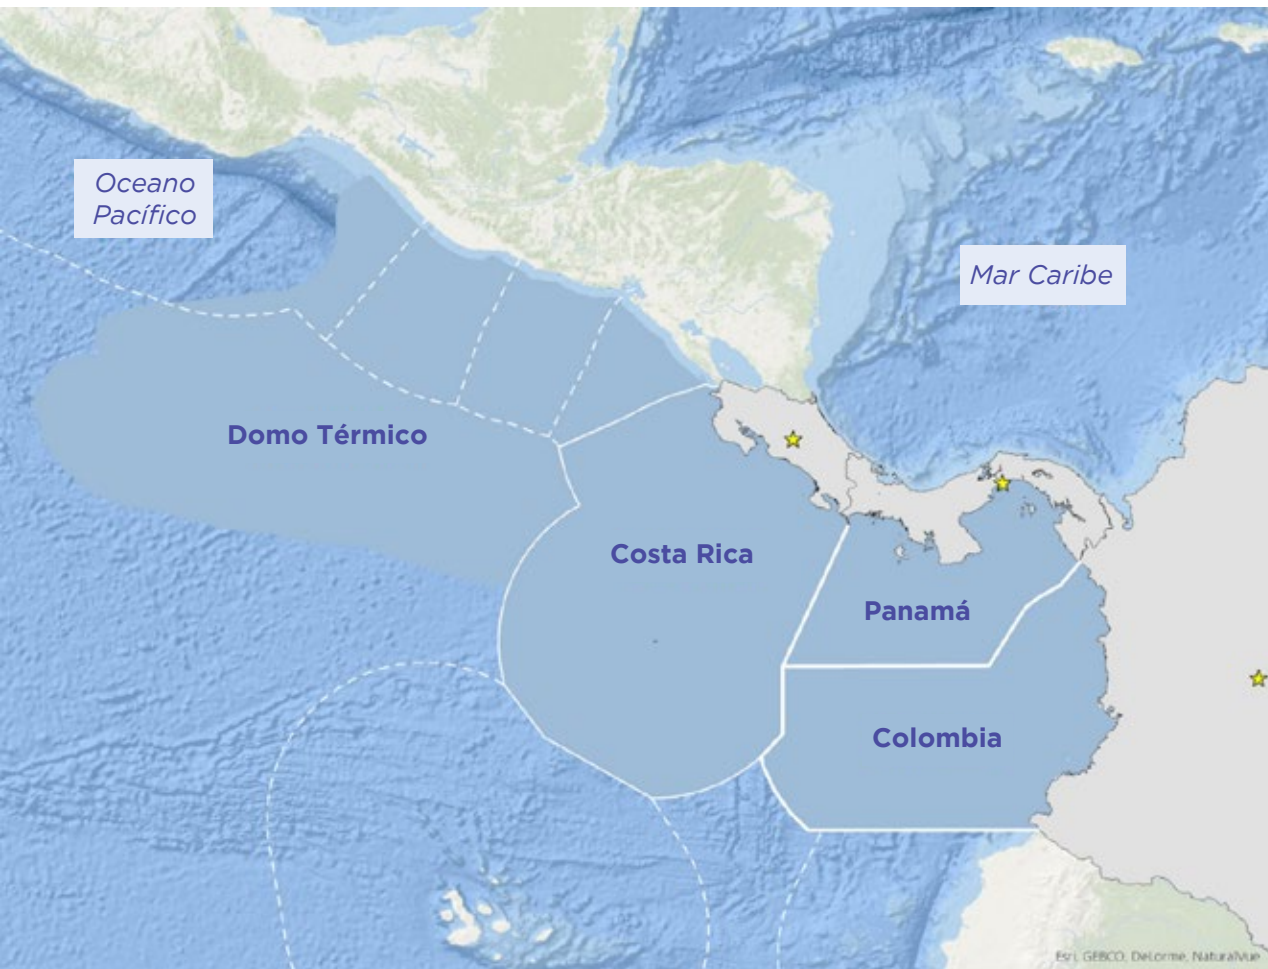 Oceano
Pacífico
Mar Caribe
Domo Térmico
Costa Rica
Panamá
Colombia
Esri, GEBCO, DeLorme, NaturalVue